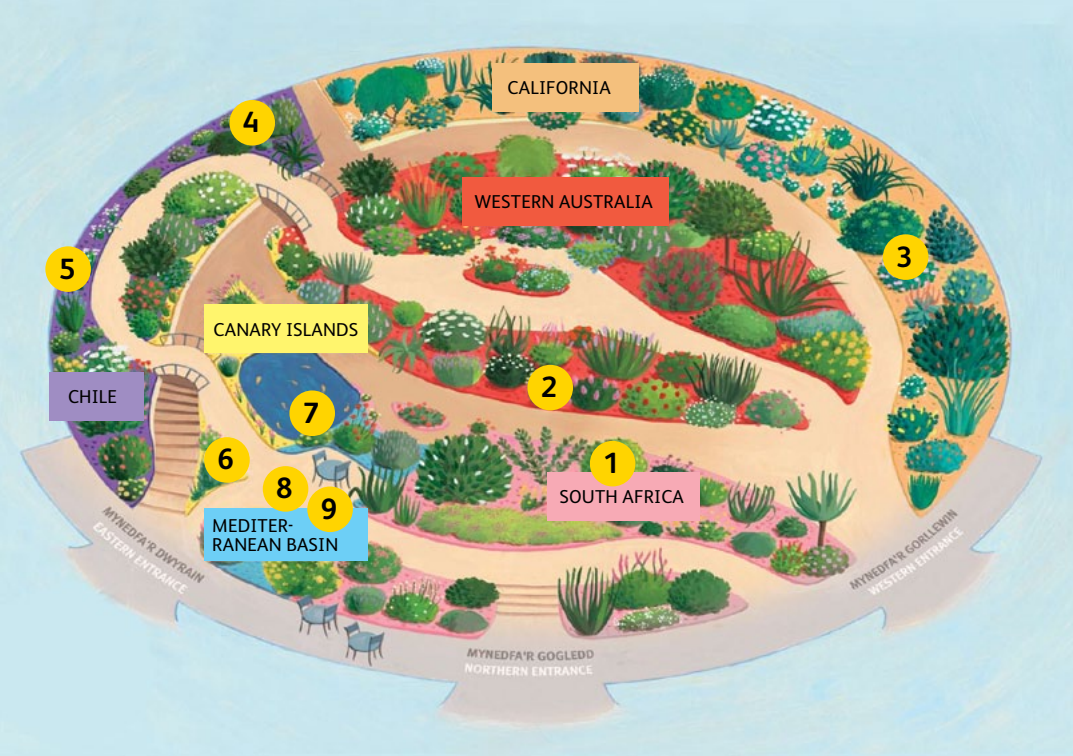 CALIFORNIA
4
WESTERN AUSTRALIA
3
5
CANARY ISLANDS
CHILE
2
7
6
1
8
SOUTH AFRICA
9
MEDITER-
RANEAN BASIN
MYNEDFA'R DWYRAIN
EASTERN ENTRANCE
MYNEDFA'R GORLLEWIN
WESTERN ENTRANCE
MYNEDFA'R GOGLEDD
NORTHERN ENTRANCE